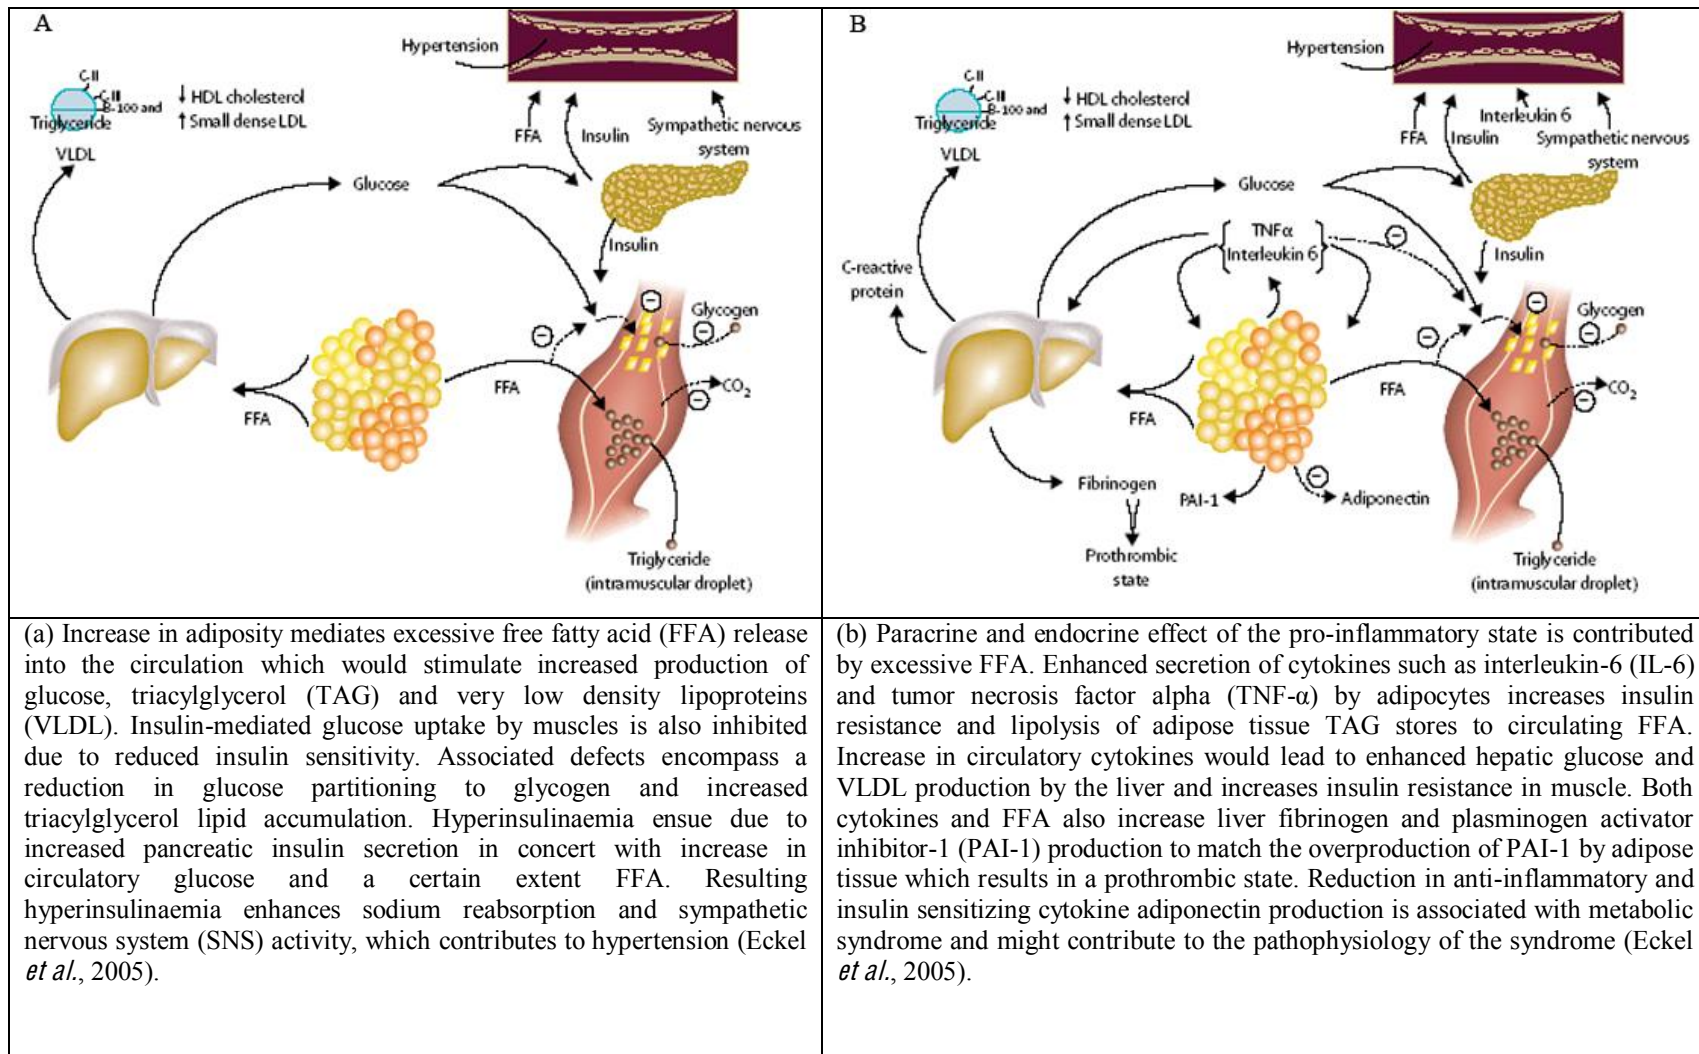 A
Hypertension
C-II
C-III
B-100 and
Triglyceride
VLDL
↓ HDL cholesterol
↑ Small dense LDL
FFA
Insulin
Sympathetic nervous
system
Glucose
Insulin
Glycogen
FFA
FFA
CO2
Triglyceride
(intramuscular droplet)
(a) Increase in adiposity mediates excessive free fatty acid (FFA) release
into the circulation which would stimulate increased production of
glucose, triacylglycerol (TAG) and very low density lipoproteins
(VLDL). Insulin-mediated glucose uptake by muscles is also inhibited
due to reduced insulin sensitivity. Associated defects encompass a
reduction in glucose partitioning to glycogen and increased
triacylglycerol lipid accumulation. Hyperinsulinaemia ensue due to
increased pancreatic insulin secretion in concert with increase in
circulatory glucose and a certain extent FFA. Resulting
hyperinsulinaemia enhances sodium reabsorption and sympathetic
nervous system (SNS) activity, which contributes to hypertension (Eckel
et al., 2005).
B
Hypertension
C-II
C-III
B-100 and
Triglyceride
VLDL
↓ HDL cholesterol
↑ Small dense LDL
FFA
Insulin
Interleukin 6
Sympathetic nervous
system
Glucose
TNFα
Interleukin 6
Insulin
C-reactive
protein
Glycogen
FFA
FFA
CO2
Fibrinogen
PAI-1
Adiponectin
Prothrombic
state
Triglyceride
(intramuscular droplet)
(b) Paracrine and endocrine effect of the pro-inflammatory state is contributed
by excessive FFA. Enhanced secretion of cytokines such as interleukin-6 (IL-6)
and tumor necrosis factor alpha (TNF-α) by adipocytes increases insulin
resistance and lipolysis of adipose tissue TAG stores to circulating FFA.
Increase in circulatory cytokines would lead to enhanced hepatic glucose and
VLDL production by the liver and increases insulin resistance in muscle. Both
cytokines and FFA also increase liver fibrinogen and plasminogen activator
inhibitor-1 (PAI-1) production to match the overproduction of PAI-1 by adipose
tissue which results in a prothrombic state. Reduction in anti-inflammatory and
insulin sensitizing cytokine adiponectin production is associated with metabolic
syndrome and might contribute to the pathophysiology of the syndrome (Eckel
et al., 2005).